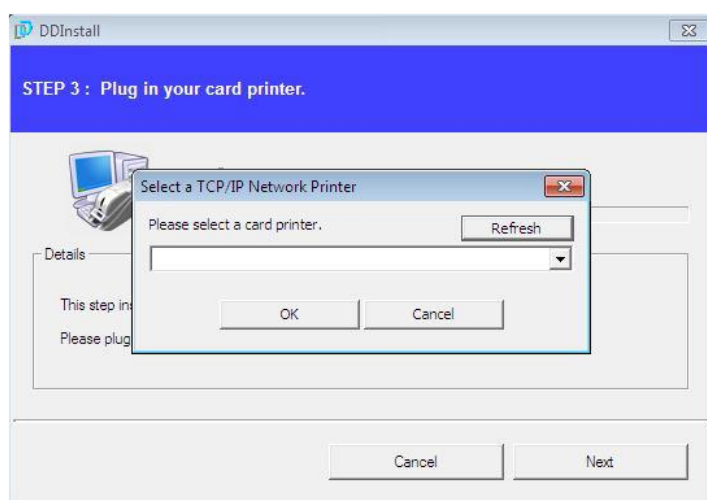 DDInstall
STEP 3 : Plug in your card printer.
Select a TCP/IP Network Printer
Please select a card printer.
Refresh
Details
OK
Cancel
This step
Please plug
Cancel
Next